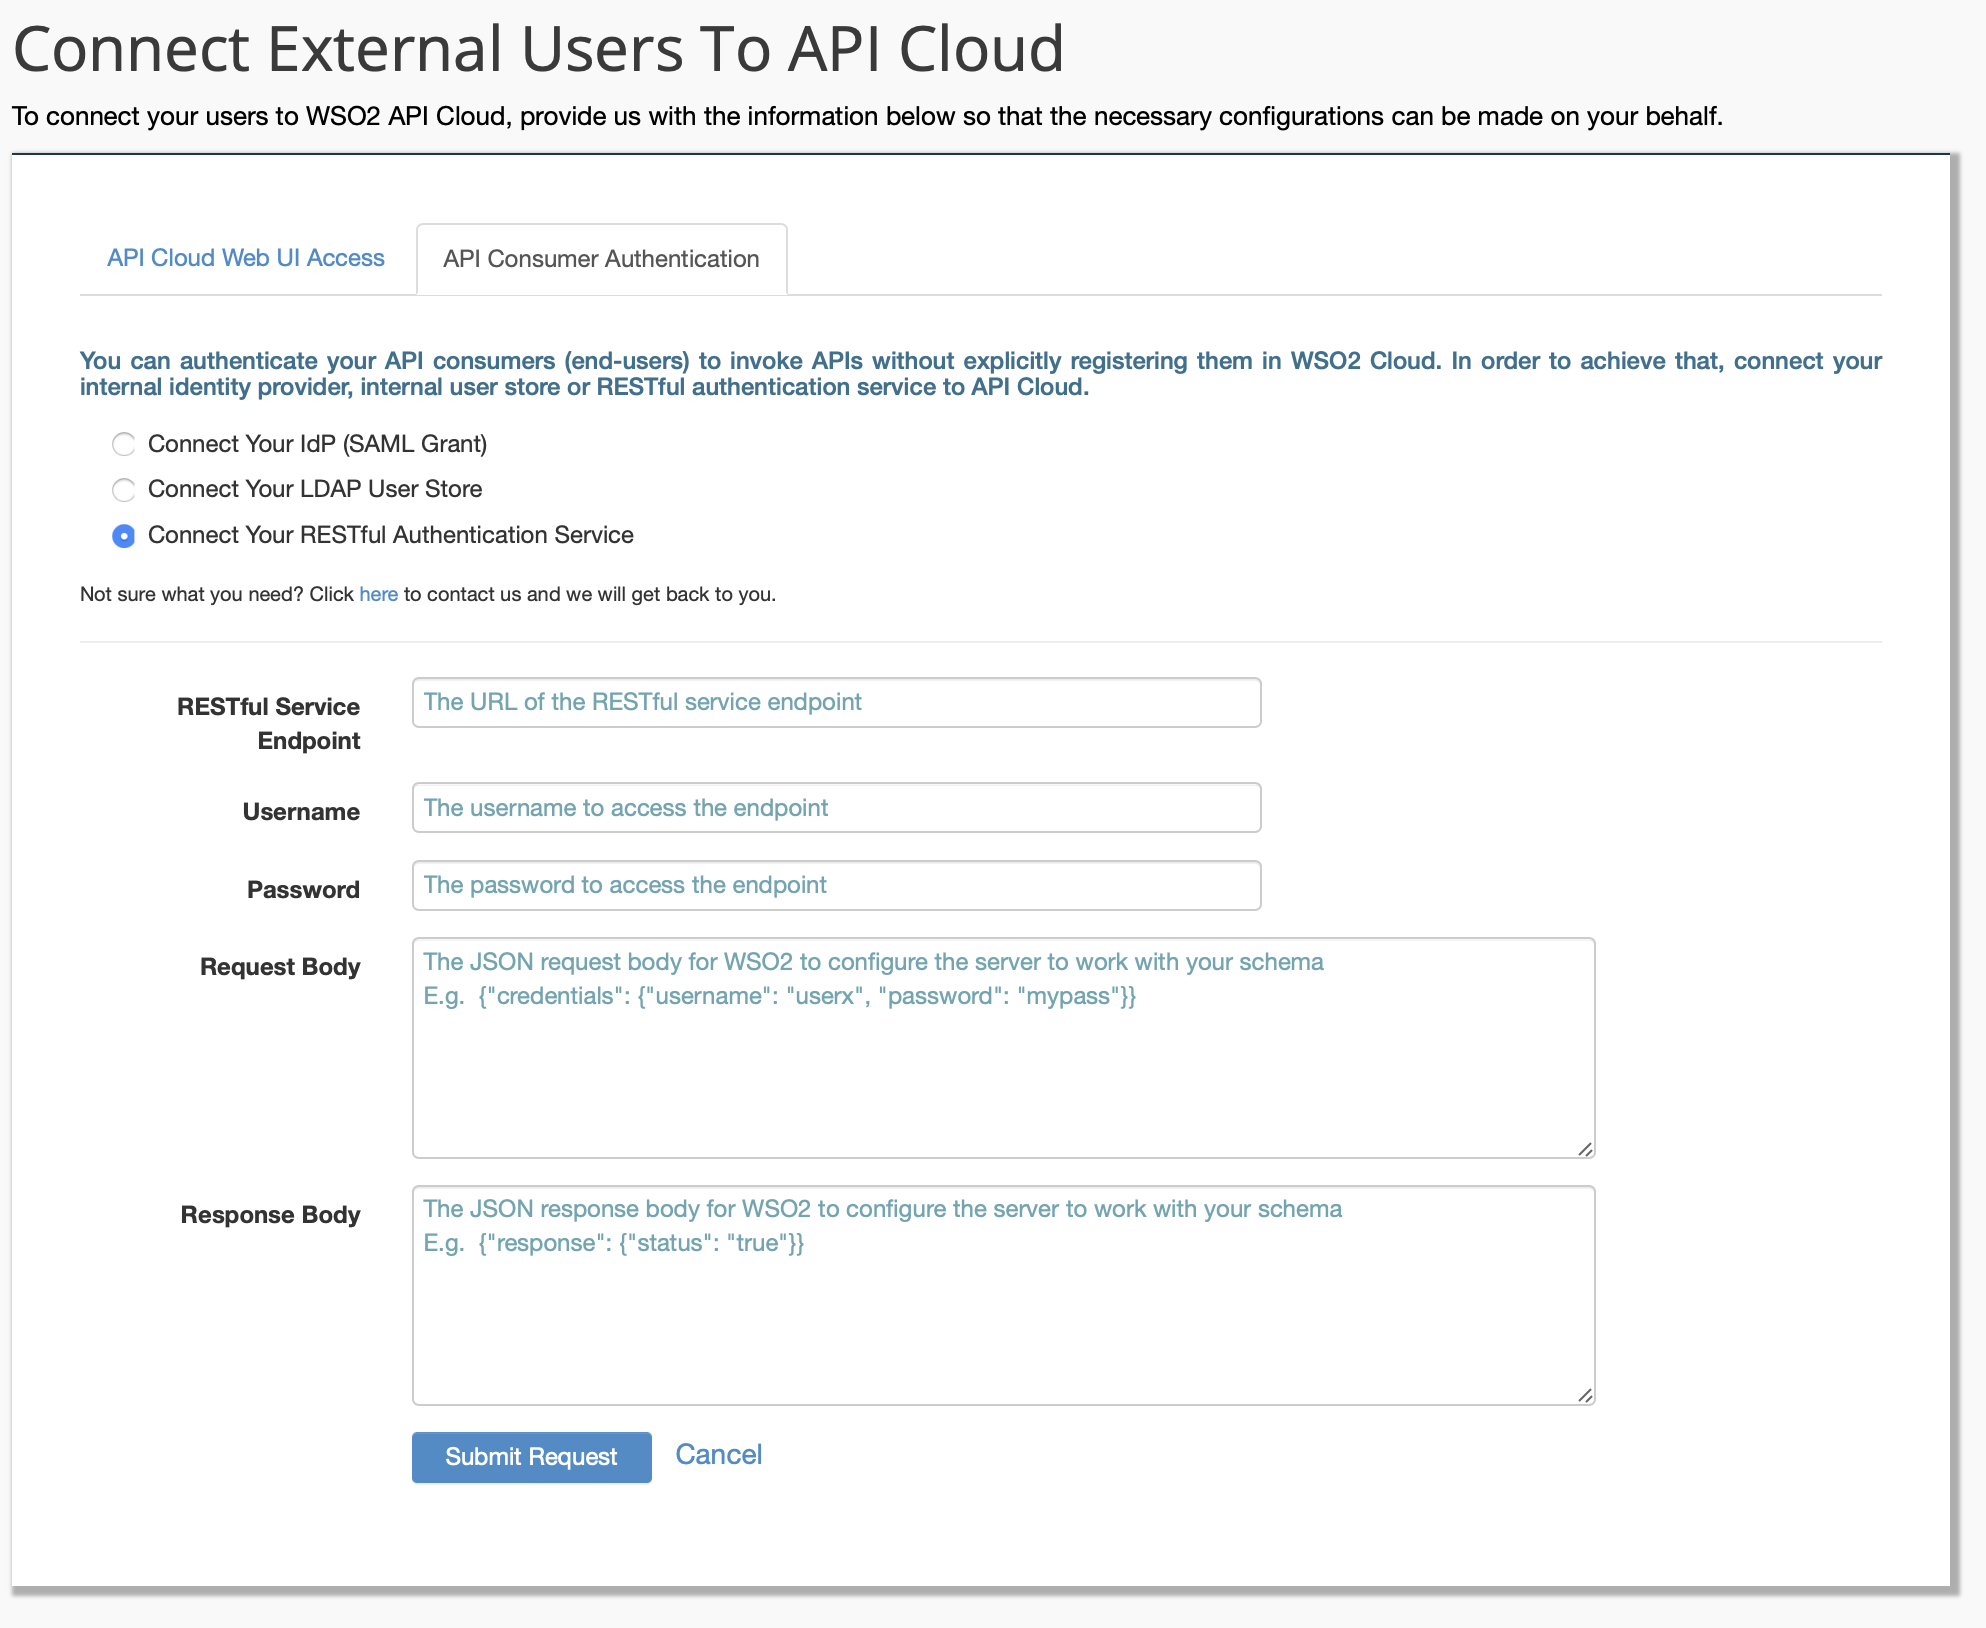 Connect External Users To API Cloud
To connect your users to WSO2 API Cloud, provide us with the information below so that the necessary configurations can be made on your behalf.
API Cloud Web UI Access
API Consumer Authentication
You can authenticate your API consumers (end-users) to invoke APIs without explicitly registering them in WSO2 Cloud. In order to achieve that, connect your
internal identity provider, internal user store or RESTful authentication service to API Cloud.
Connect Your IdP (SAML Grant)
Connect Your LDAP User Store
Connect Your RESTful Authentication Service
Not sure what you need? Click here to contact us and we will get back to you.
RESTful Service
Endpoint
The URL of the RESTful service endpoint
Username
The username to access the endpoint
Password
The password to access the endpoint
Request Body
The JSON request body for WSO2 to configure the server to work with your schema
E.g.  {"credentials": {"username": "userx", "password": "mypass"}}
Response Body
The JSON response body for WSO2 to configure the server to work with your schema
E.g.  {"response": {"status": "true"}}
Submit Request
Cancel